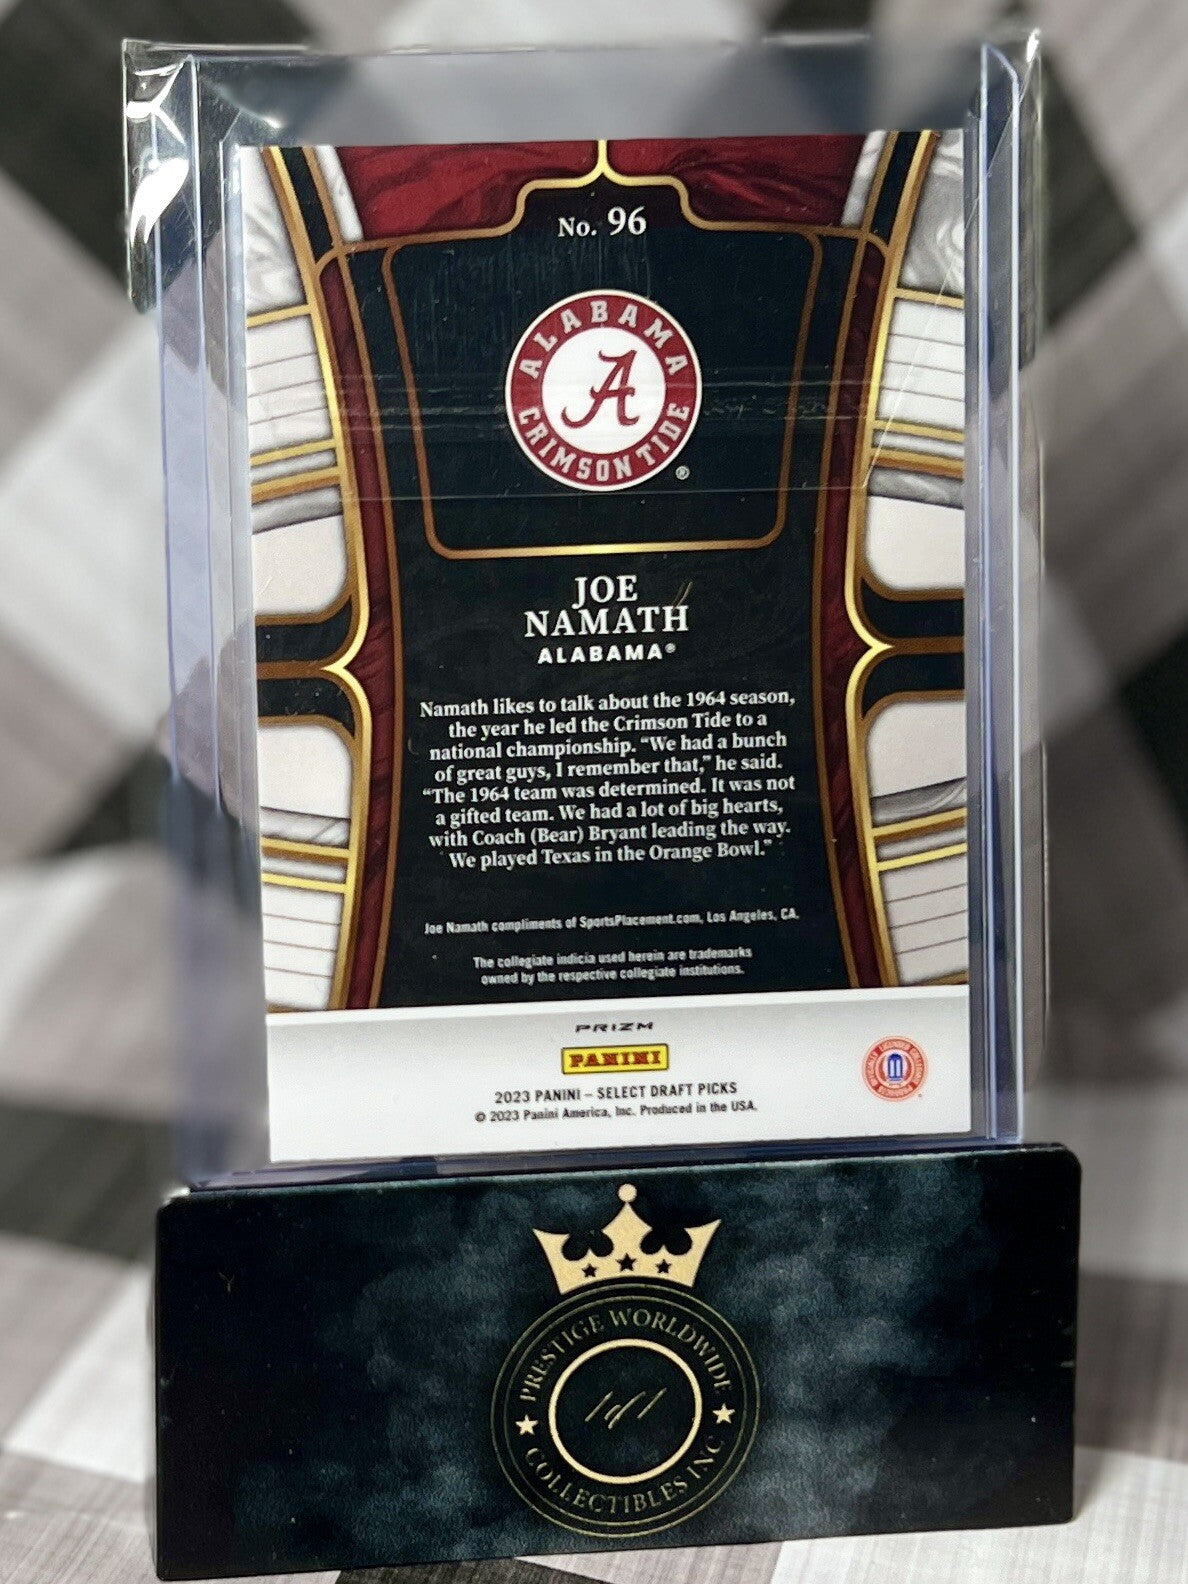 No. 96
ALABAMA
A
CRIMSON TIDE
®
JOE
NAMATH
ALABAMA®
Namath likes to talk about the 1964 season,
the year he led the Crimson Tide to a
national championship. “We had a bunch
of great guys, I remember that,” he said.
“The 1964 team was determined. It was not
a gifted team. We had a lot of big hearts,
with Coach (Bear) Bryant leading the way.
We played Texas in the Orange Bowl.”
Joe Namath compliments of SportsPlacement.com, Los Angeles, CA.
The collegiate indicia used herein are trademarks
owned by the respective collegiate institutions.
PRIZM
PANINI
OFFICIALLY LICENSED COLLEGIATE PRODUCTS
2023 PANINI – SELECT DRAFT PICKS
© 2023 Panini America, Inc. Produced in the USA.
PRESTIGE WORLDWIDE
1of1
COLLECTIBLES INC